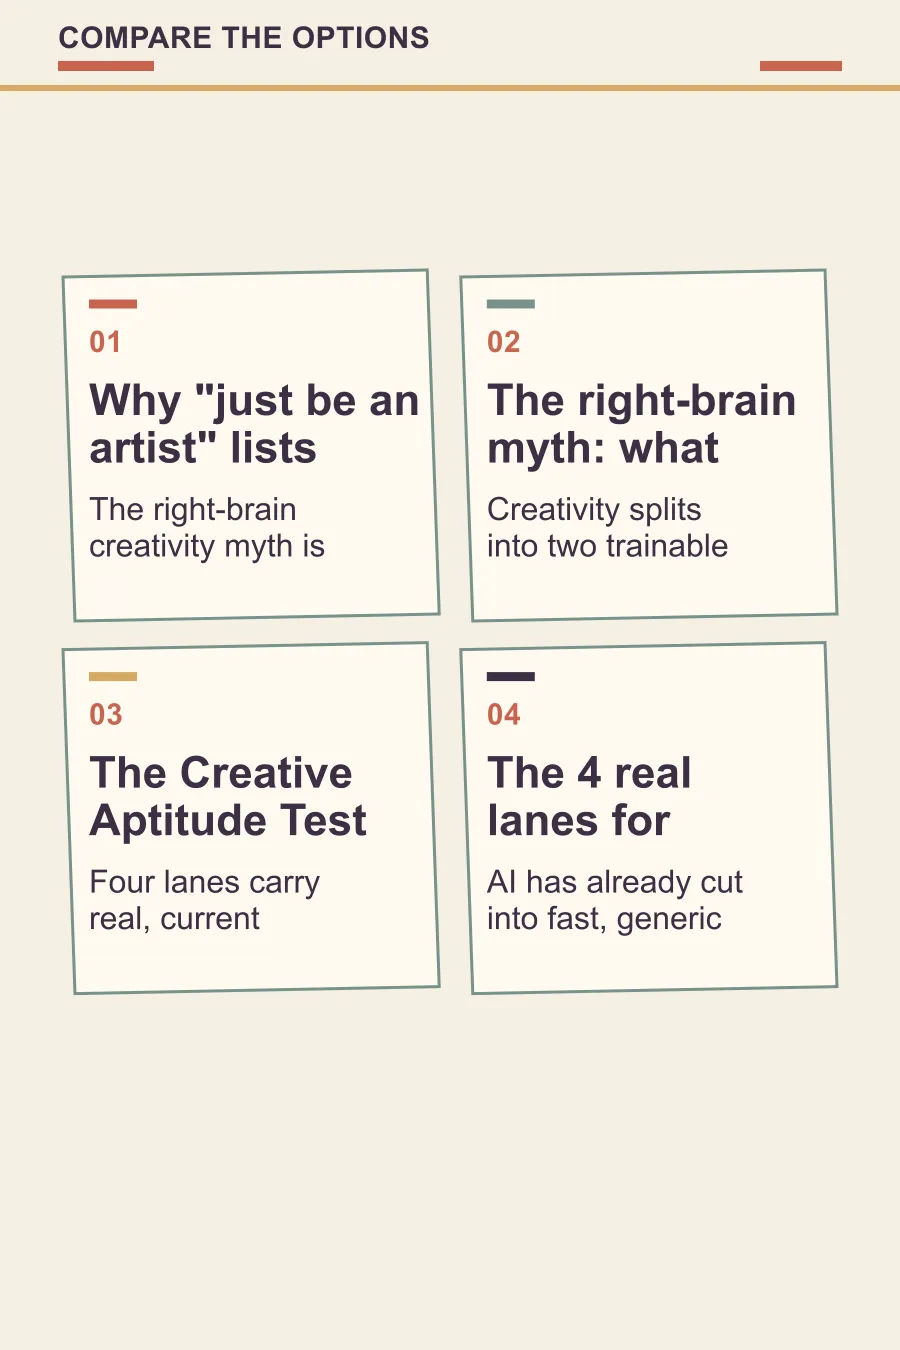 COMPARE THE OPTIONS
01
Why "just be an
artist" lists
The right-brain
creativity myth is
02
The right-brain
myth: what
Creativity splits
into two trainable
03
The Creative
Aptitude Test
Four lanes carry
real, current
04
The 4 real
lanes for
AI has already cut
into fast, generic